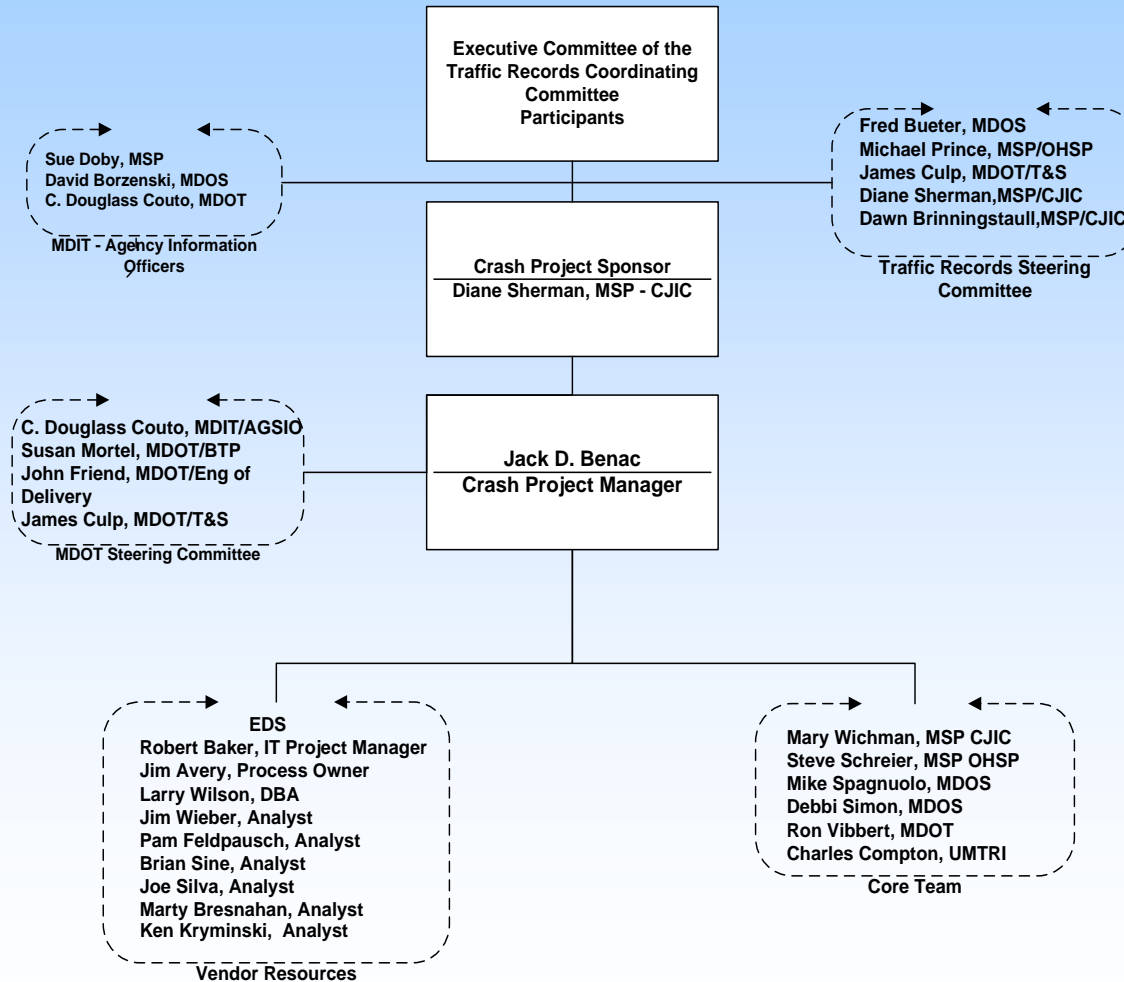 Executive Committee of the
Traffic Records Coordinating
Committee
Participants
Sue Doby, MSP
David Borzenski, MDOS
C. Douglass Couto, MDOT
MDIT - Agency Information
Officers
Fred Bueter, MDOS
Michael Prince, MSP/OHSP
James Culp, MDOT/T&S
Diane Sherman,MSP/CJIC
Dawn Brinningstaull,MSP/CJIC
Traffic Records Steering
Committee
Crash Project Sponsor
Diane Sherman, MSP - CJIC
C. Douglass Couto, MDIT/AGSIO
Susan Mortel, MDOT/BTP
John Friend, MDOT/Eng of
Delivery
James Culp, MDOT/T&S
MDOT Steering Committee
Jack D. Benac
Crash Project Manager
EDS
Robert Baker, IT Project Manager
Jim Avery, Process Owner
Larry Wilson, DBA
Jim Wieber, Analyst
Pam Feldpausch, Analyst
Brian Sine, Analyst
Joe Silva, Analyst
Marty Bresnahan, Analyst
Ken Kryminski,  Analyst
Vendor Resources
Mary Wichman, MSP CJIC
Steve Schreier, MSP OHSP
Mike Spagnuolo, MDOS
Debbi Simon, MDOS
Ron Vibbert, MDOT
Charles Compton, UMTRI
Core Team